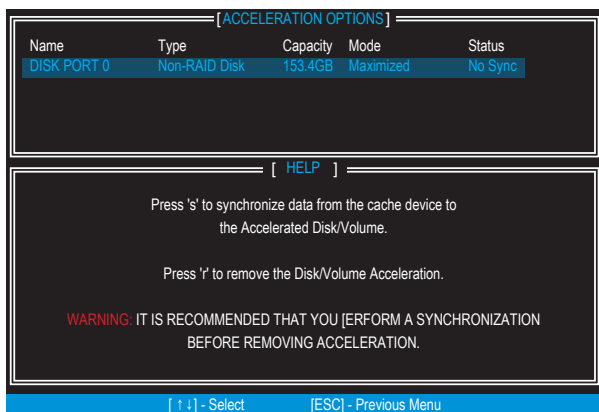 [ACCELERATION OPTIONS]
Name Type Capacity Mode Status
DISK PORT 0 Non-RAID Disk 153.4GB Maximized No Sync
[ HELP ]
Press 's' to synchronize data from the cache device to
the Accelerated Disk/Volume.
Press 'r' to remove the Disk/Volume Acceleration.
WARNING: IT IS RECOMMENDED THAT YOU [ERFORM A SYNCHRONIZATION
BEFORE REMOVING ACCELERATION.
[ ↑↓] - Select [ESC] - Previous Menu